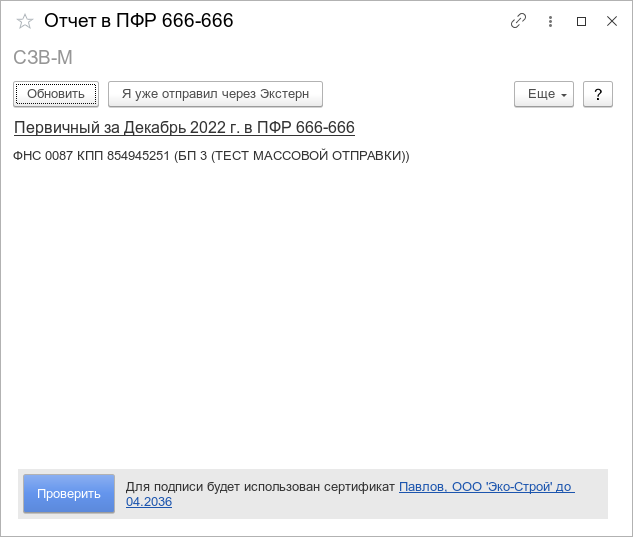 Отчет в ПФР 666-666
СЗВ-М
Обновить
Я уже отправил через Экстерн
Еще
?
Первичный за Декабрь 2022 г. в ПФР 666-666
ФНС 0087 КПП 854945251 (БП 3 (ТЕСТ МАССОВОЙ ОТПРАВКИ))
Проверить
Для подписи будет использован сертификат Павлов, ООО 'Эко-Строй' до
04.2036